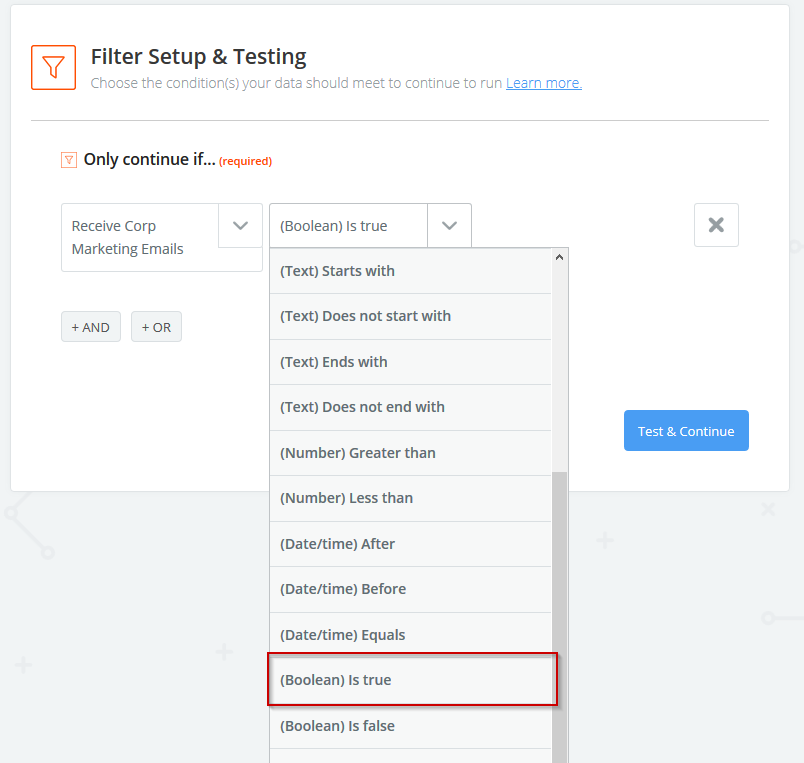 Filter Setup & Testing
Choose the condition(s) your data should meet to continue to run Learn more.
Only continue if... (required)
Receive Corp
Marketing Emails
(Boolean) Is true
(Text) Starts with
(Text) Does not start with
(Text) Ends with
(Text) Does not end with
(Number) Greater than
(Number) Less than
(Date/time) After
(Date/time) Before
(Date/time) Equals
(Boolean) Is true
(Boolean) Is false
+ AND
+ OR
Test & Continue